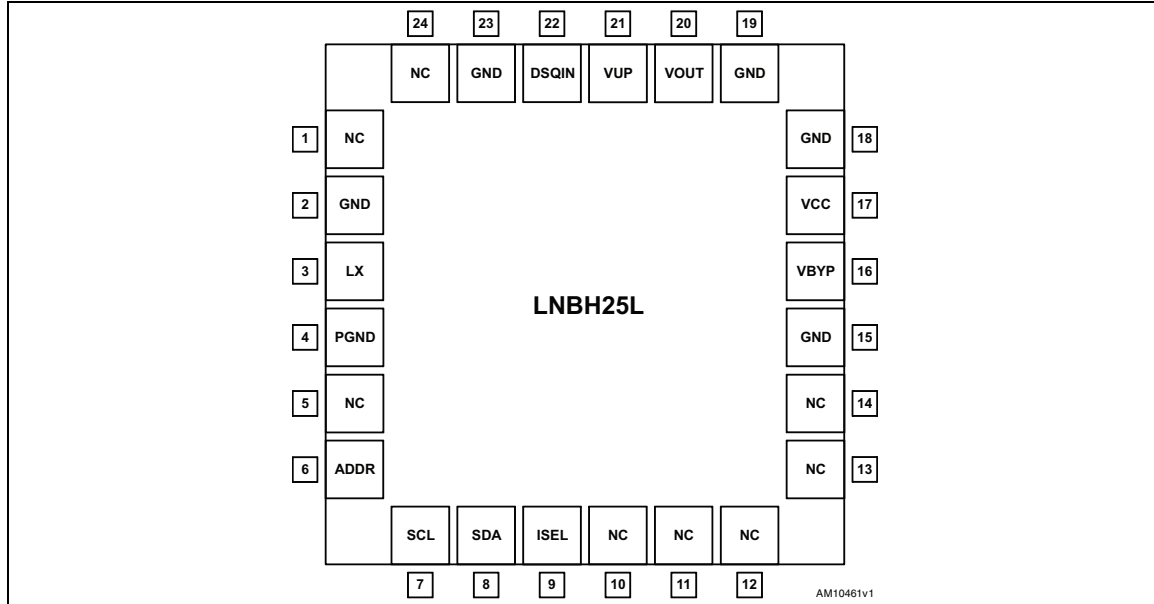 24 23 22 21 20 19
NC GND DSQIN VUP VOUT GND
1 NC GND 18
2 GND VCC 17
3 LX VBYP 16
LNBH25L
4 PGND GND 15
5 NC NC 14
6 ADDR NC 13
SCL SDA ISEL NC NC NC
7 8 9 10 11 12
AM10461v1